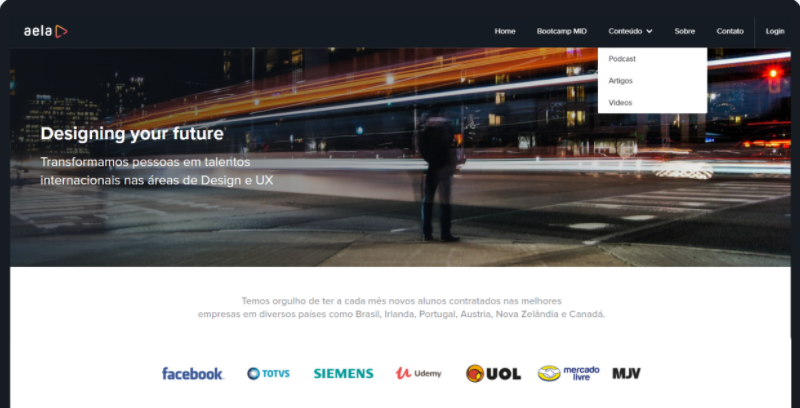 aela
Home Bootcamp MID Conteúdo Sobre Contato Login
Podcast
Artigos
Vídeos
Designing your future
Transformamos pessoas em talentos
internacionais nas áreas de Design e UX
Temos orgulho de ter a cada mês novos alunos contratados nas melhores
empresas em diversos países como Brasil, Irlanda, Portugal, Austria, Nova Zelândia e Canadá.
facebook TOTVS SIEMENS Udemy UOL mercado livre MJV